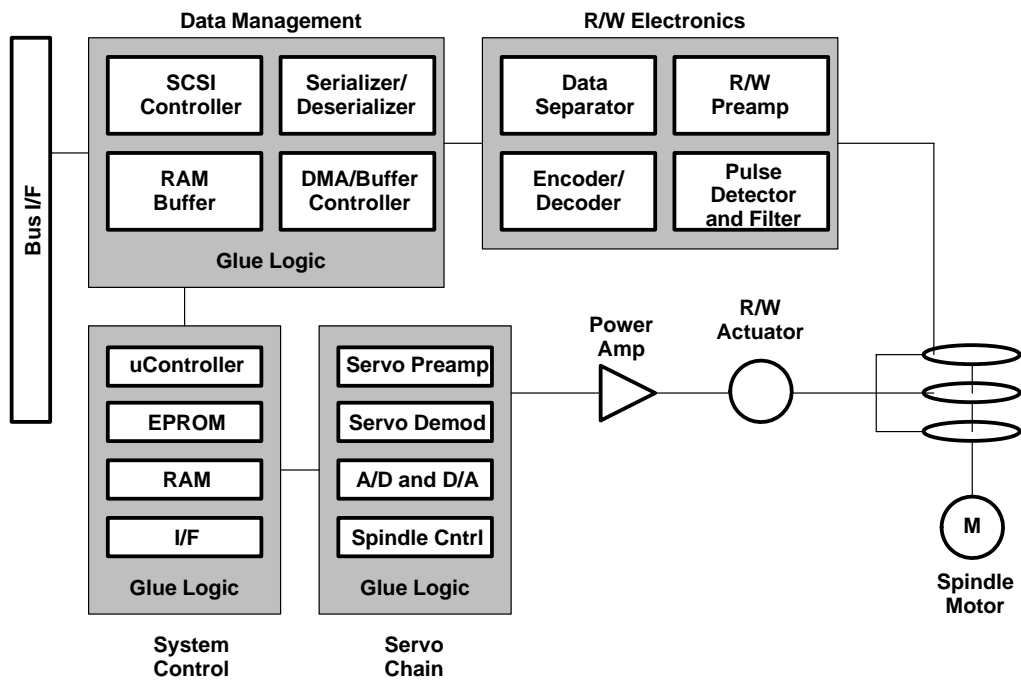 Data Management
R/W Electronics
Bus I/F
SCSI
Controller
Serializer/
Deserializer
RAM
Buffer
DMA/Buffer
Controller
Glue Logic
Data
Separator
R/W
Preamp
Encoder/
Decoder
Pulse
Detector
and Filter
uController
EPROM
RAM
I/F
Glue Logic
System
Control
Servo Preamp
Servo Demod
A/D and D/A
Spindle Cntrl
Glue Logic
Servo
Chain
Power
Amp
R/W
Actuator
M
Spindle
Motor